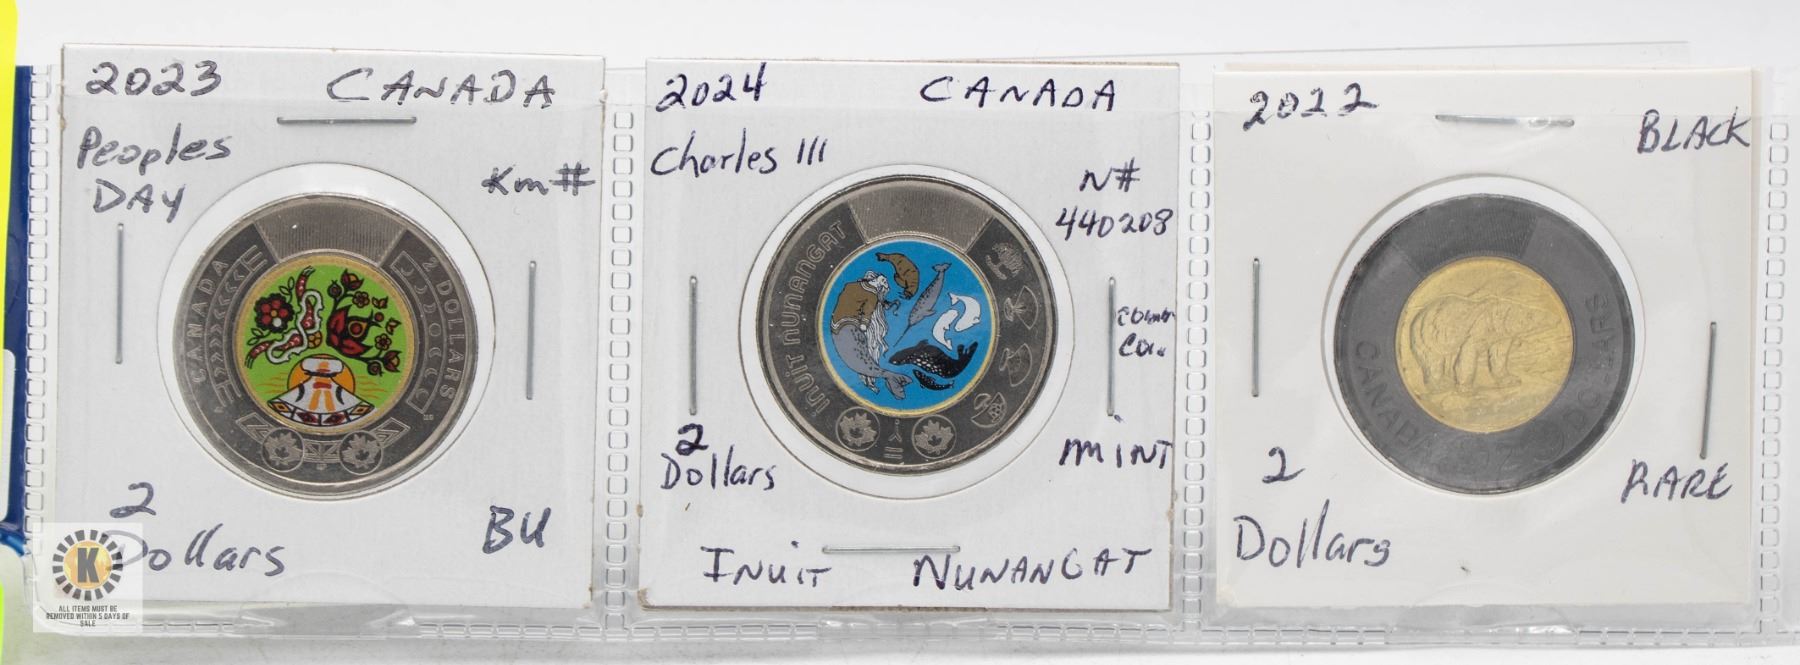 2023 CANADA
Peoples
DAY
Km#
CANADA
2 DOLLARS
2
Dollars
BU
2024 CANADA
Charles III
N#
440208
INUIT NUNANGAT
2
Dollars
MINT
INUIT NUNANGAT
2022
BLACK
CANADA
DOLLARS
2
Dollars
RARE
K
ALL ITEMS MUST BE
REMOVED WITHIN 5 DAYS OF
SALE